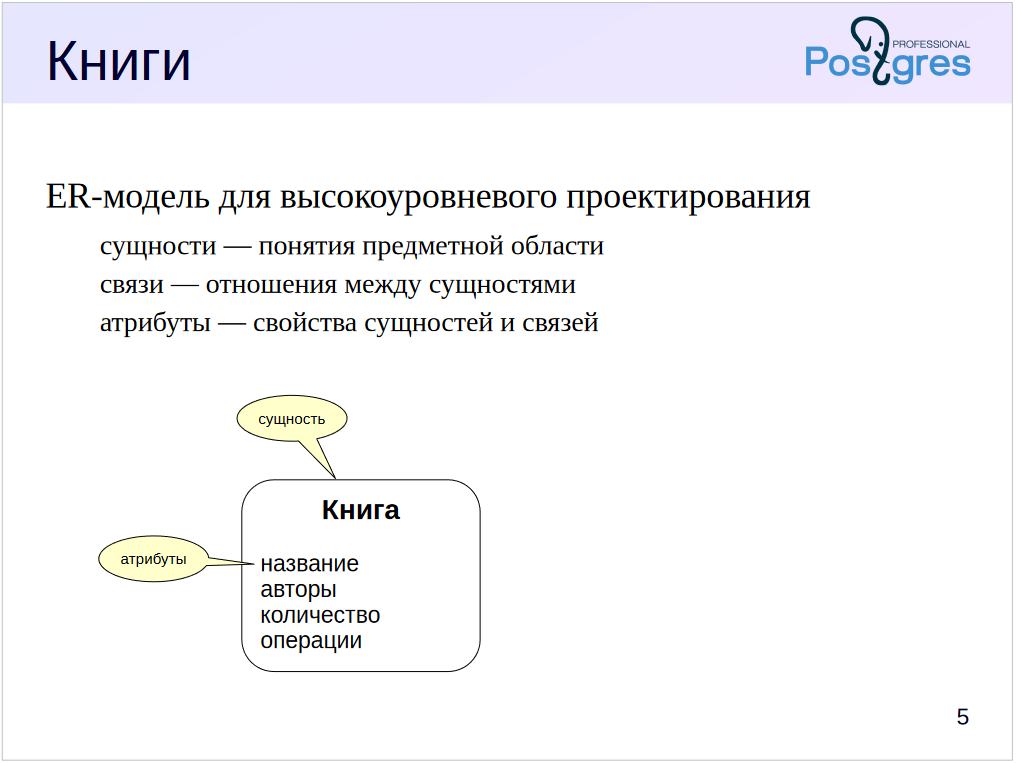 Книги
PROFESSIONAL
Postgres
ER-модель для высокоуровневого проектирования
сущности — понятия предметной области
связи — отношения между сущностями
атрибуты — свойства сущностей и связей
сущность
Книга
атрибуты
название
авторы
количество
операции
5